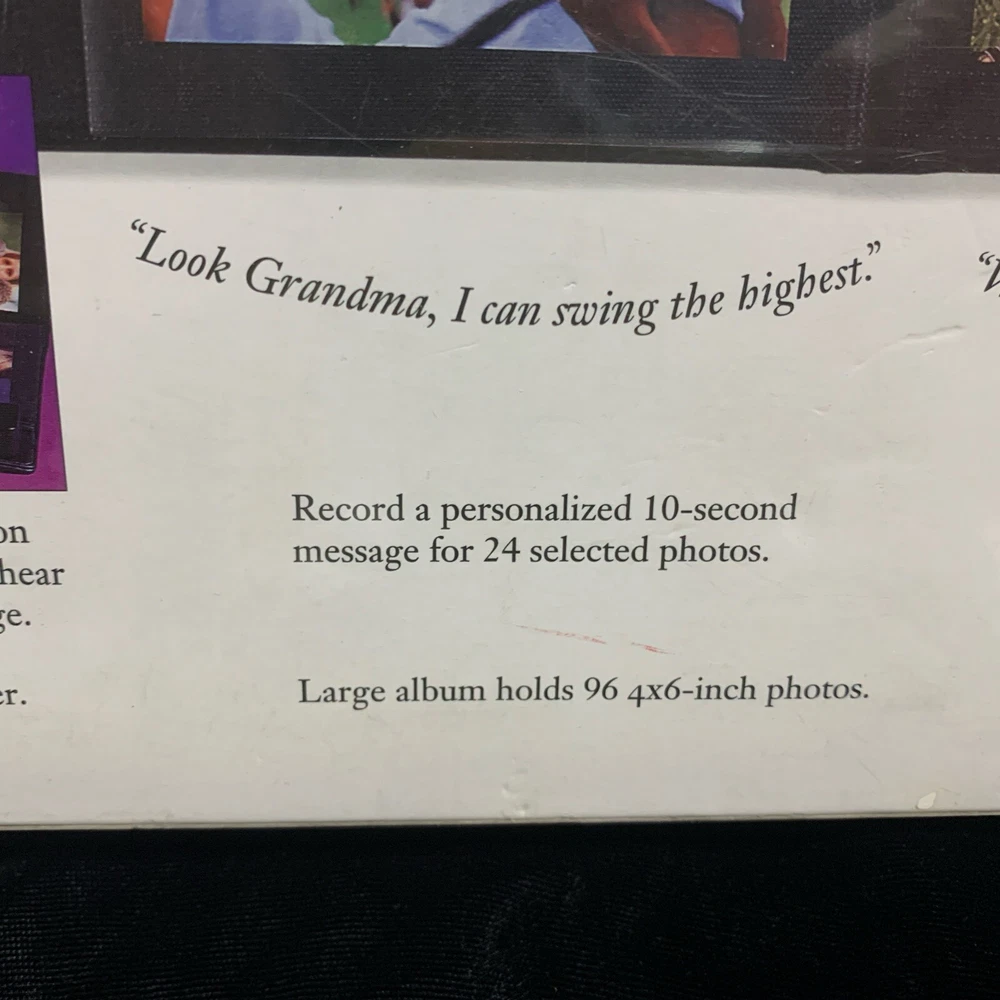 “Look Grandma, I can swing the highest.”
Record a personalized 10-second
message for 24 selected photos.
Large album holds 96 4x6-inch photos.
on
hear
ge.
er.